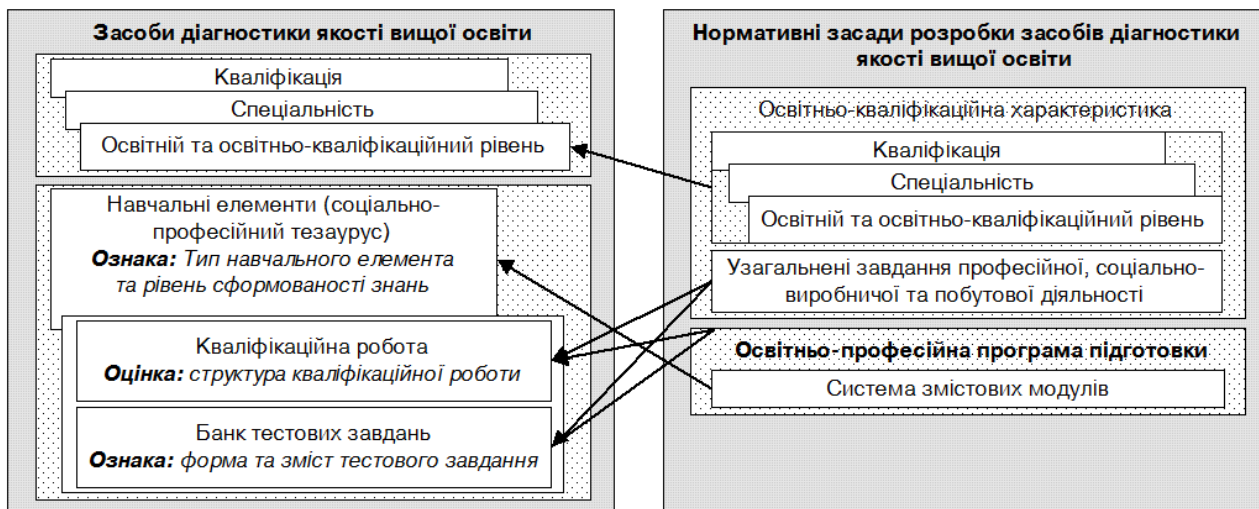 Засоби діагностики якості вищої освіти
Кваліфікація
Спеціальність
Освітній та освітньо-кваліфікаційний рівень
Навчальні елементи (соціально-
професійний тезаурус)
Ознака: Тип навчального елемента
та рівень сформованості знань
Кваліфікаційна робота
Оцінка: структура кваліфікаційної роботи
Банк тестових завдань
Ознака: форма та зміст тестового завдання
Нормативні засади розробки засобів діагностики
якості вищої освіти
Освітньо-кваліфікаційна характеристика
Кваліфікація
Спеціальність
Освітній та освітньо-кваліфікаційний рівень
Узагальнені завдання професійної, соціально-
виробничої та побутової діяльності
Освітньо-професійна програма підготовки
Система змістових модулів